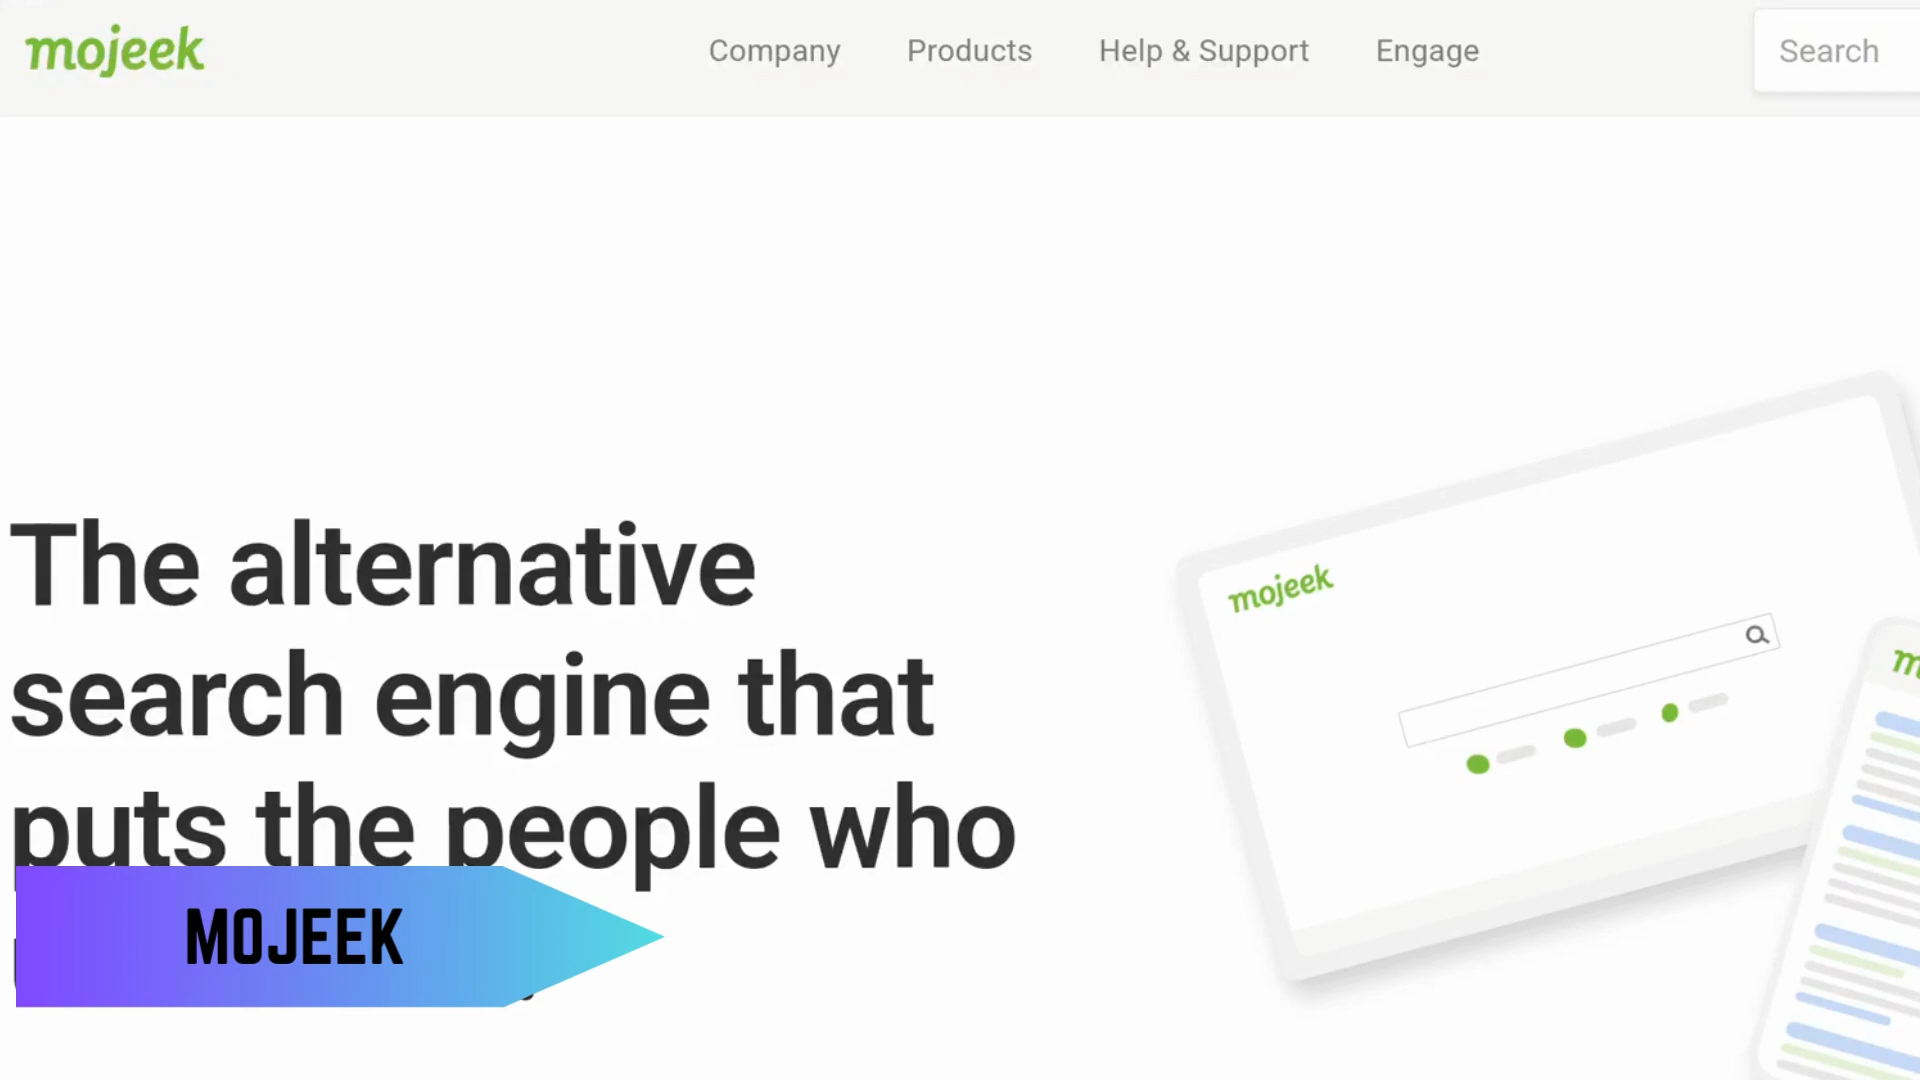 mojeek
Company Products Help & Support Engage Search
The alternative
search engine that
puts the people who
mojeek
MOJEEK